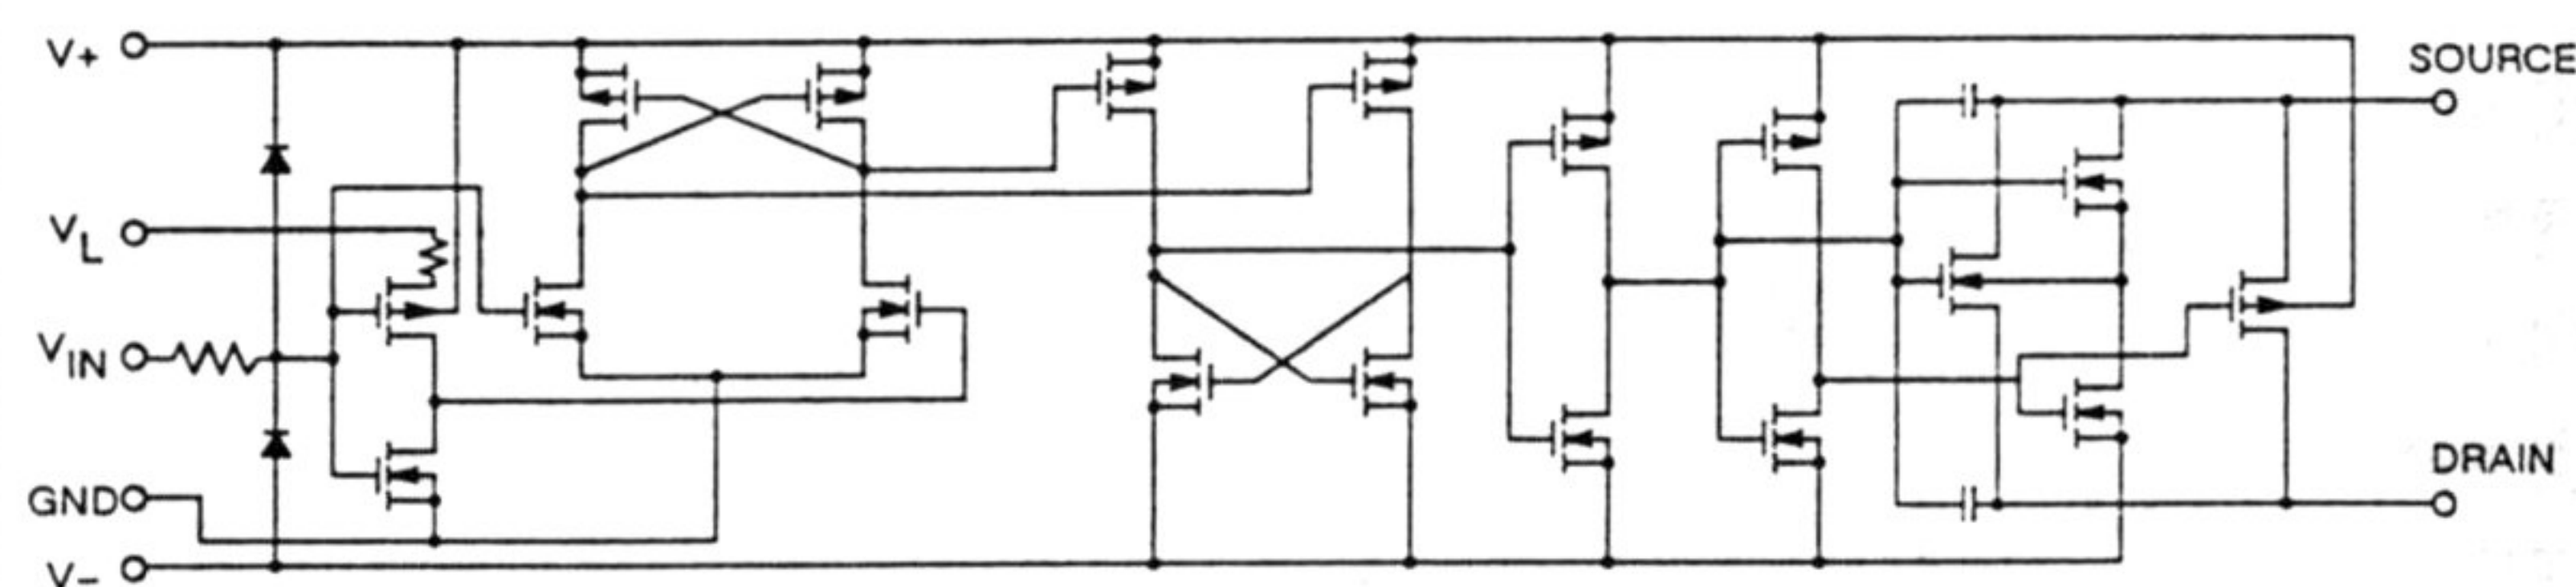 V+
SOURCE
VL
VIN
DRAIN
GND
V-